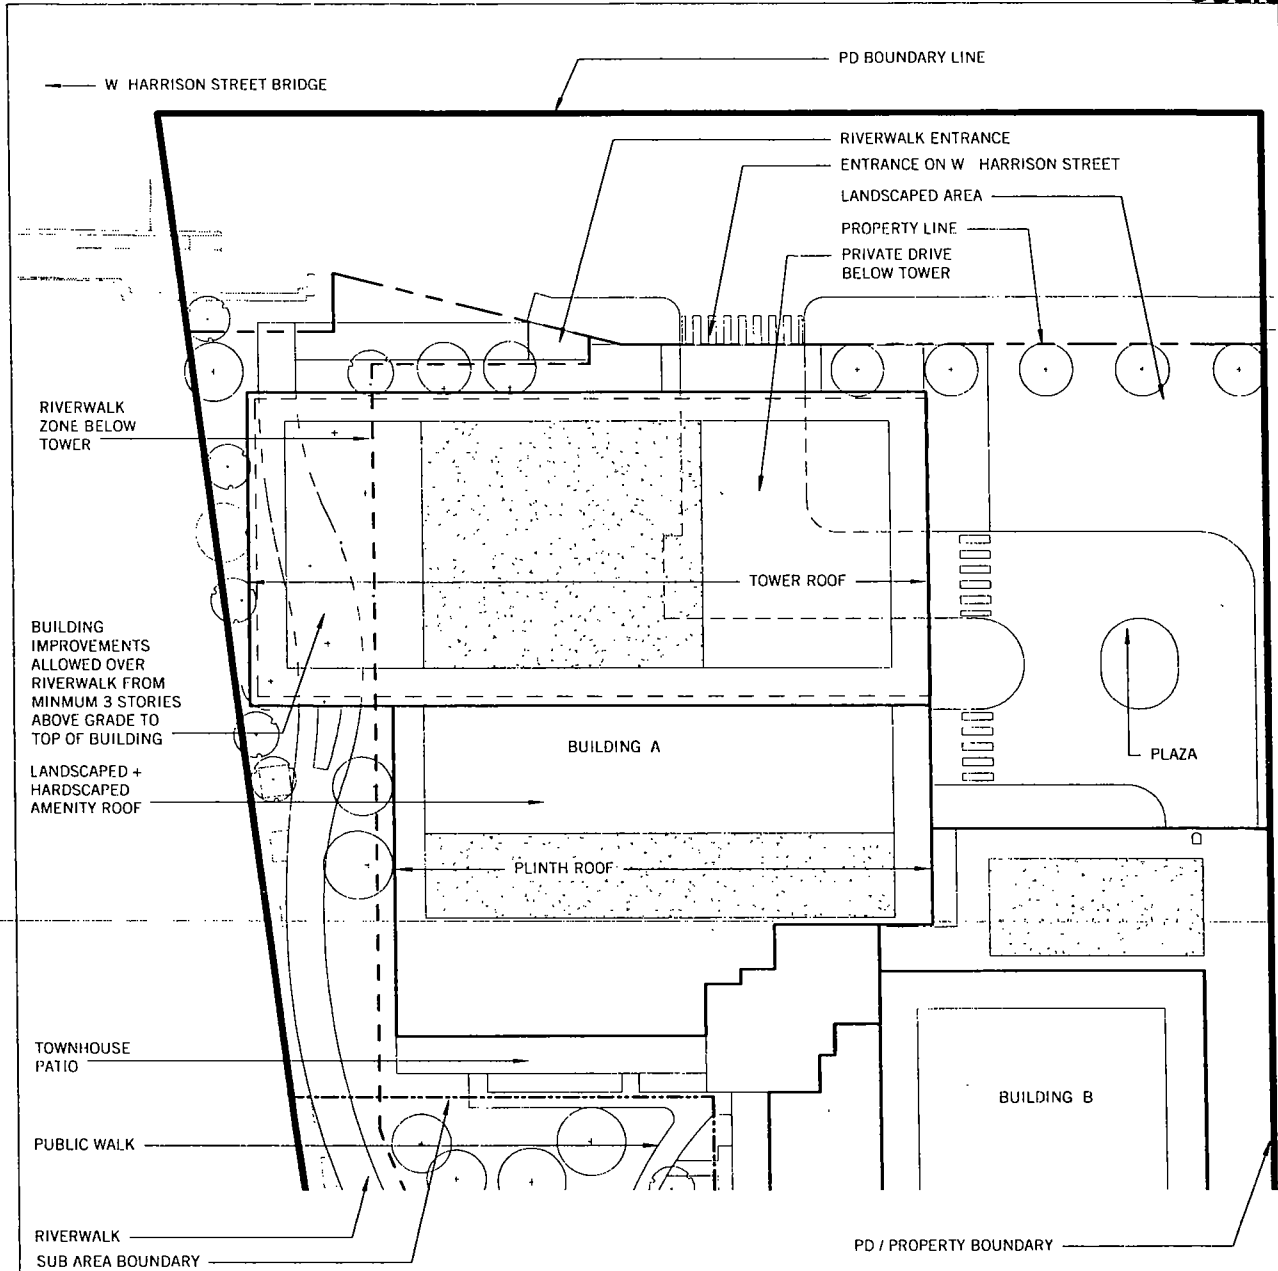 PD BOUNDARY LINE
W HARRISON STREET BRIDGE
RIVERWALK ENTRANCE
ENTRANCE ON W HARRISON STREET
LANDSCAPED AREA
PROPERTY LINE
PRIVATE DRIVE
BELOW TOWER
RIVERWALK
ZONE BELOW
TOWER
TOWER ROOF
BUILDING
IMPROVEMENTS
ALLOWED OVER
RIVERWALK FROM
MINMUM 3 STORIES
ABOVE GRADE TO
TOP OF BUILDING
BUILDING A
PLAZA
LANDSCAPED +
HARDSCAPED
AMENITY ROOF
PLINTH ROOF
TOWNHOUSE
PATIO
BUILDING B
PUBLIC WALK
RIVERWALK
SUB AREA BOUNDARY
PD / PROPERTY BOUNDARY